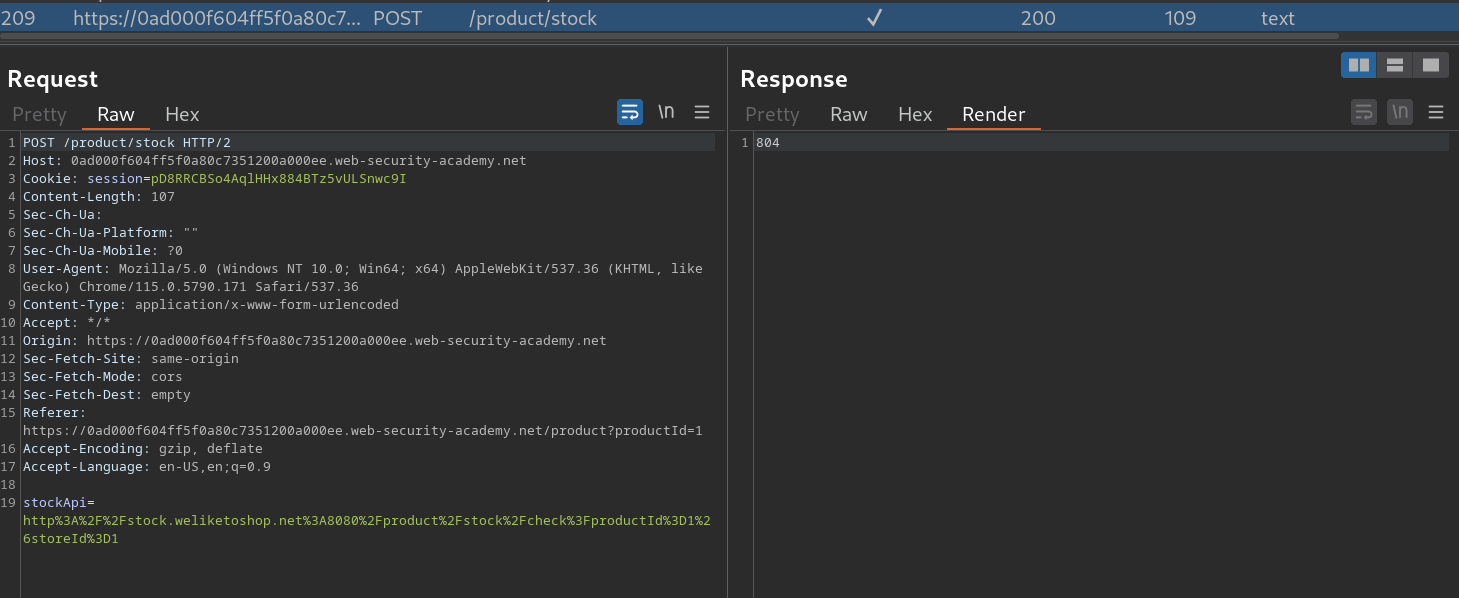 209 https://0ad000f604ff5f0a80c7... POST /product/stock ✓ 200 109 text
Request
Pretty Raw Hex
\n
1 POST /product/stock HTTP/2
2 Host: 0ad000f604ff5f0a80c7351200a000ee.web-security-academy.net
3 Cookie: session=pD8RRCBSo4AqlHHx884BTz5vULSnwc9I
4 Content-Length: 107
5 Sec-Ch-Ua:
6 Sec-Ch-Ua-Platform: ""
7 Sec-Ch-Ua-Mobile: ?0
8 User-Agent: Mozilla/5.0 (Windows NT 10.0; Win64; x64) AppleWebKit/537.36 (KHTML, like
Gecko) Chrome/115.0.5790.171 Safari/537.36
9 Content-Type: application/x-www-form-urlencoded
10 Accept: */*
11 Origin: https://0ad000f604ff5f0a80c7351200a000ee.web-security-academy.net
12 Sec-Fetch-Site: same-origin
13 Sec-Fetch-Mode: cors
14 Sec-Fetch-Dest: empty
15 Referer:
https://0ad000f604ff5f0a80c7351200a000ee.web-security-academy.net/product?productId=1
16 Accept-Encoding: gzip, deflate
17 Accept-Language: en-US,en;q=0.9
18
19 stockApi=
http%3A%2F%2Fstock.weliketoshop.net%3A8080%2Fproduct%2Fstock%2Fcheck%3FproductId%3D1%2
6storeId%3D1
Response
Pretty Raw Hex Render
\n
1 804